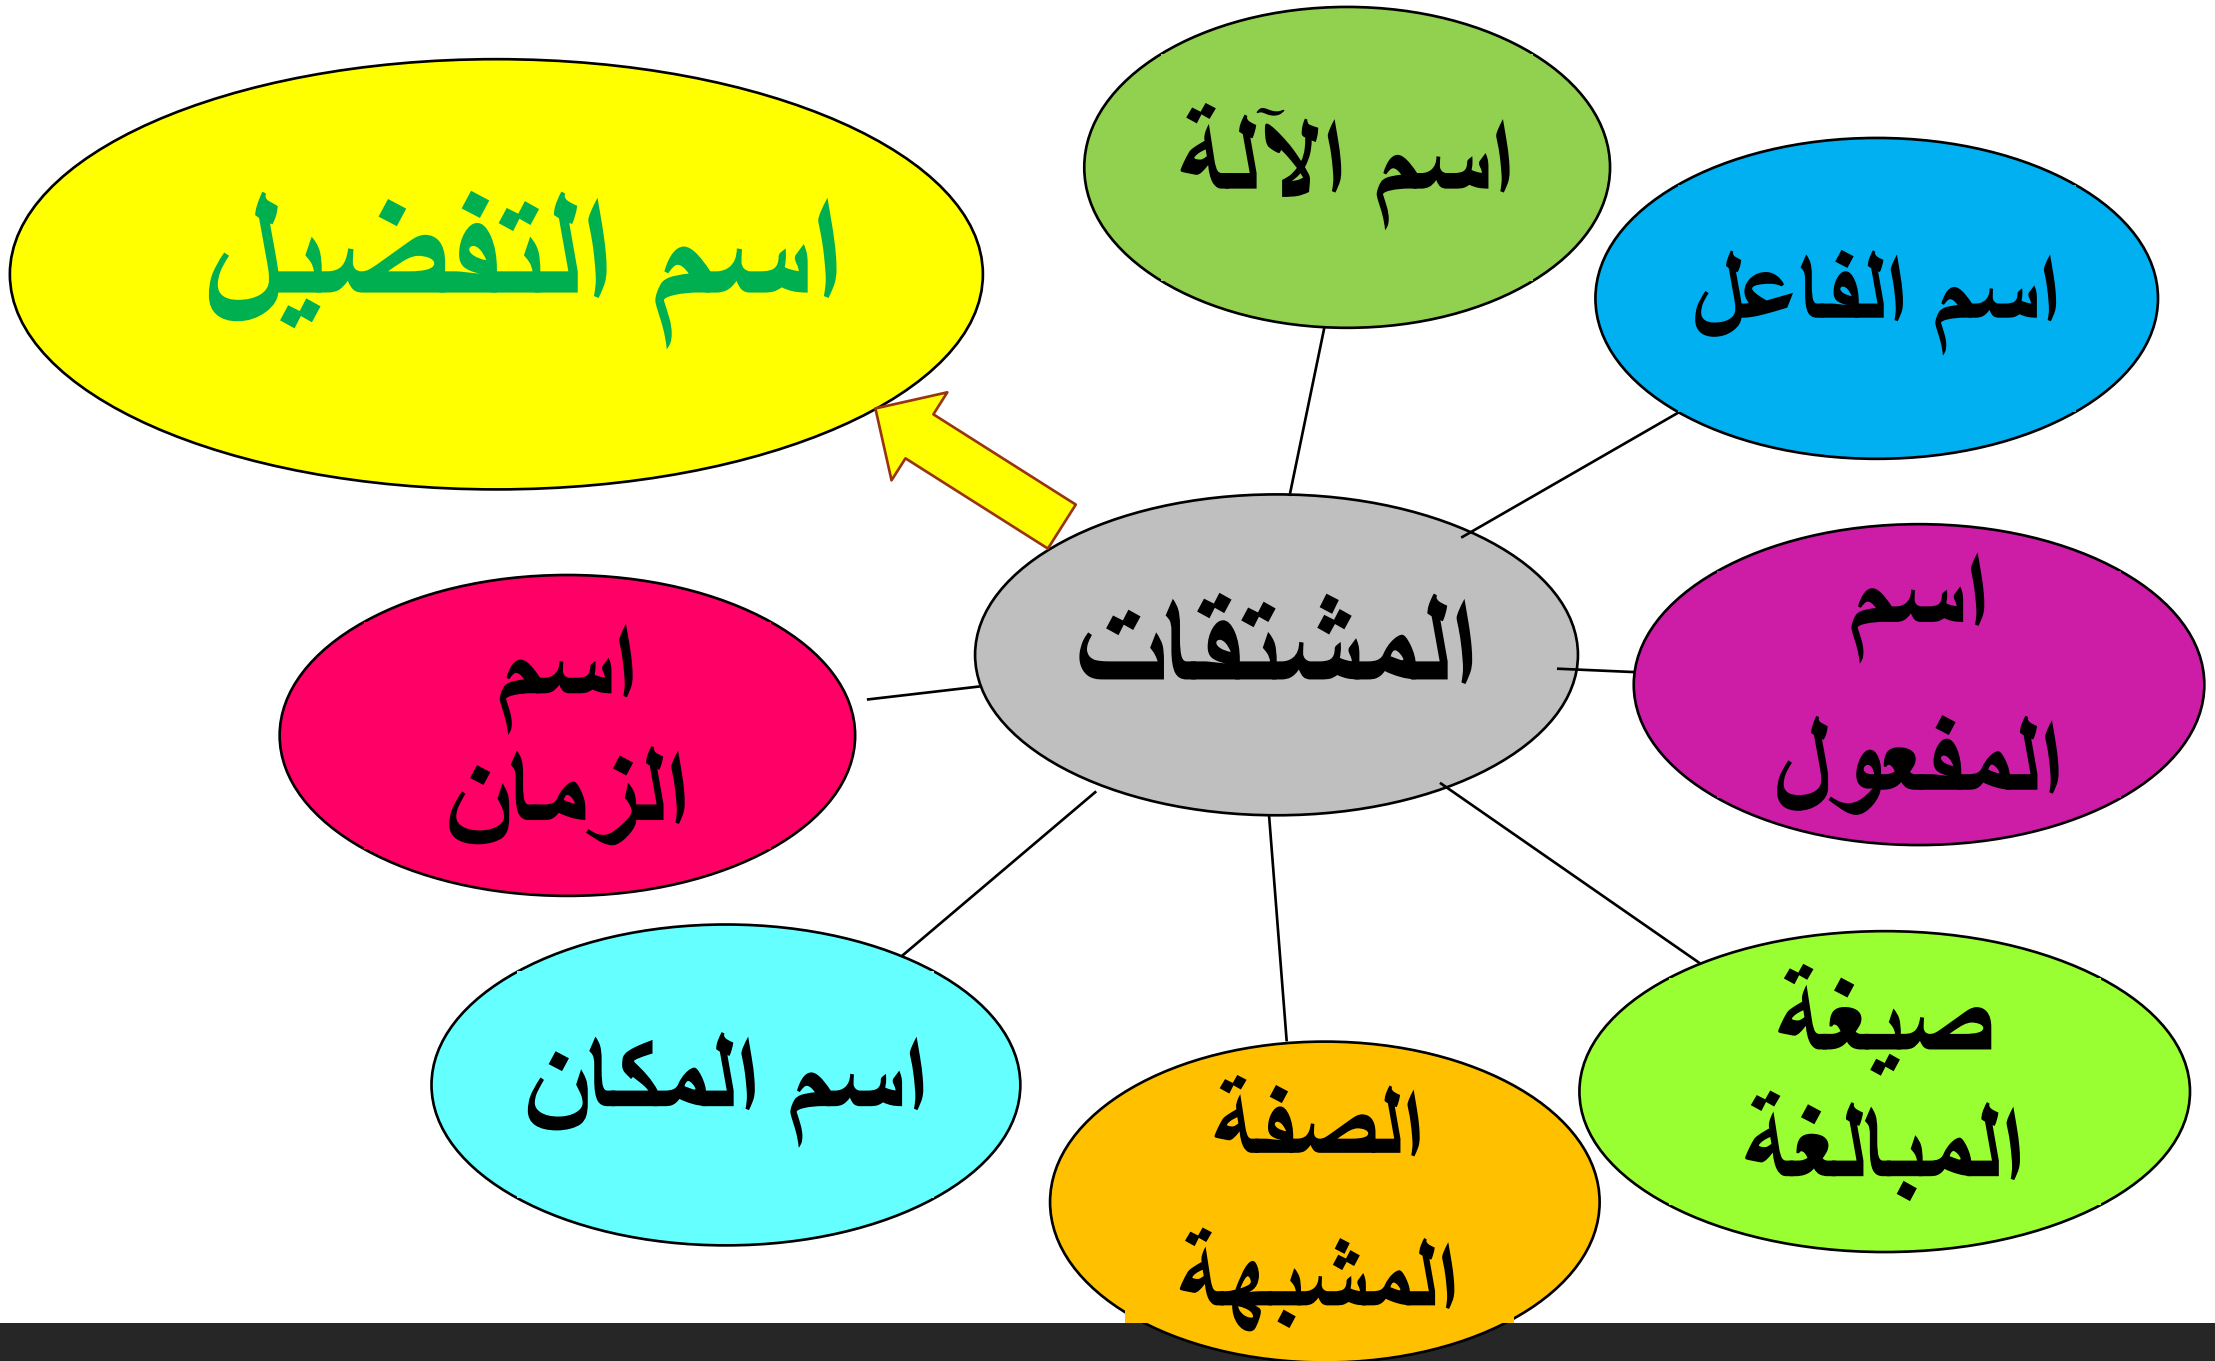 اسم الآلة
اسم التفضيل
اسم الفاعل
المشتقات
اسم
المفعول
اسم
الزمان
صيغة
المبالغة
اسم المكان
الصفة
المشبهة